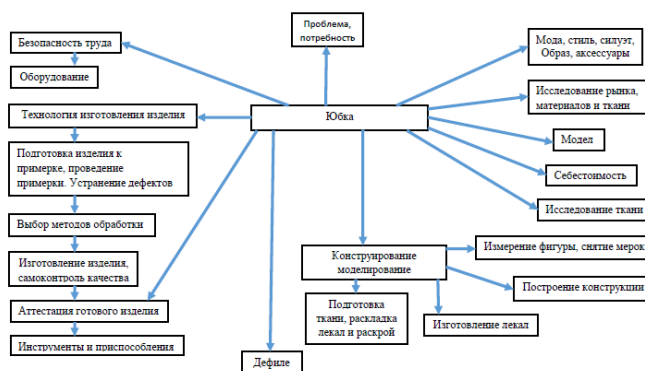 Проблема,
потребность
Безопасность труда
Мода, стиль, силуэт,
Образ, аксессуары
Оборудование
Исследование рынка,
материалов и ткани
Технология изготовления изделия
Юбка
Модел
Подготовка изделия к
примерке, проведение
примерки. Устранение дефектов
Себестоимость
Исследование ткани
Выбор методов обработки
Конструирование
моделирование
Измерение фигуры, снятие мерок
Изготовление изделия,
самоконтроль качества
Построение конструкции
Аттестация готового изделия
Подготовка
ткани, раскладка
лекал и раскрой
Изготовление лекал
Инструменты и приспособления
Дефиле